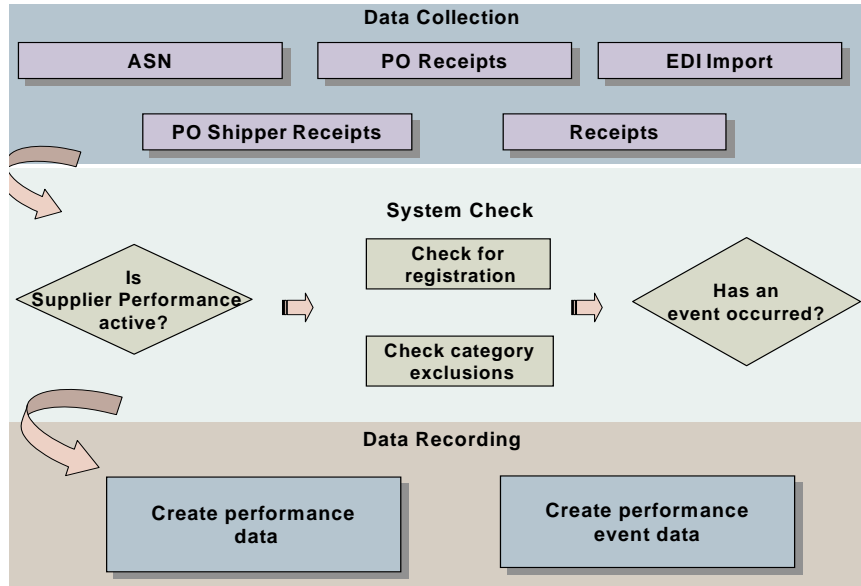 Data Collection
ASN
PO Receipts
EDI Import
PO Shipper Receipts
Receipts
System Check
Is
Supplier Performance
active?
Check for
registration
Check category
exclusions
Has an
event occurred?
Data Recording
Create performance
data
Create performance
event data